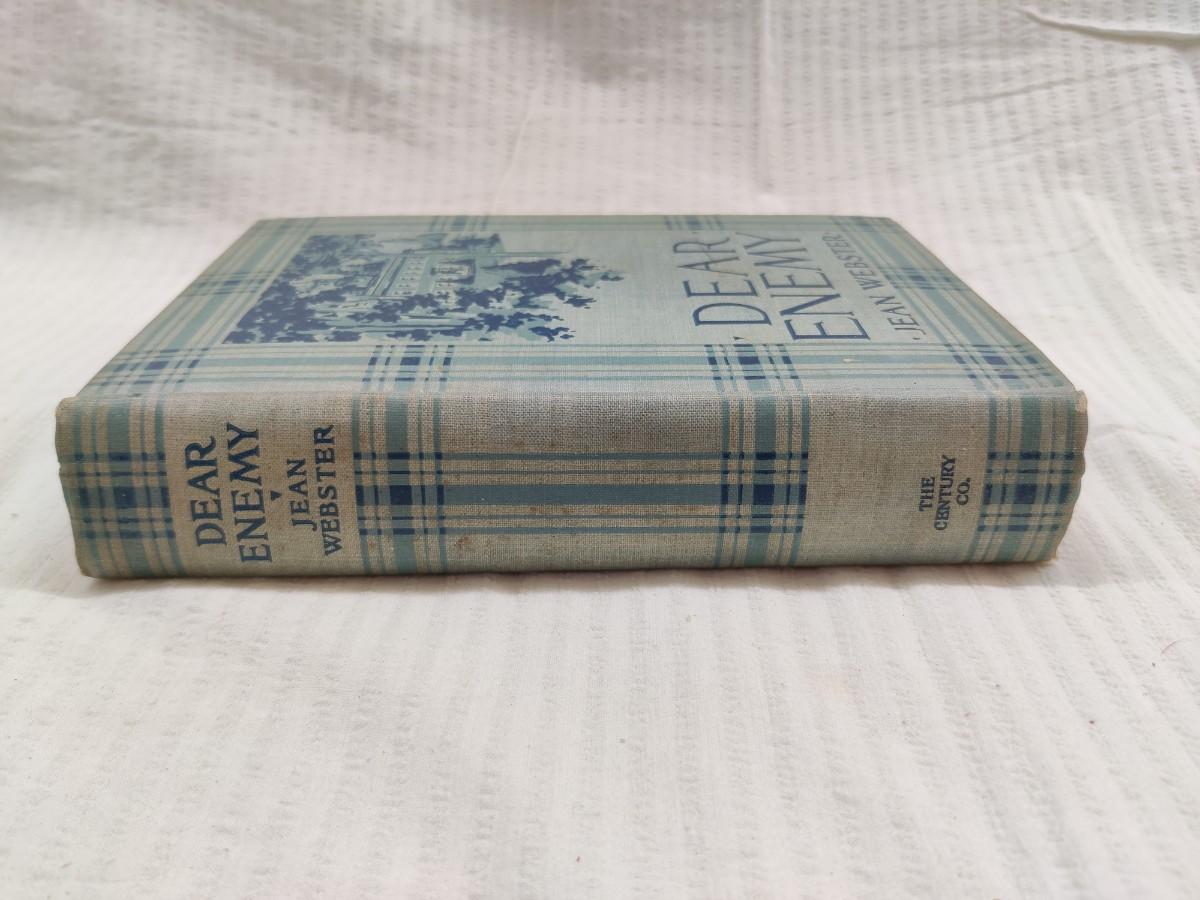 DEAR
ENEMY
JEAN WEBSTER
DEAR
ENEMY
JEAN
WEBSTER
THE
CENTURY
CO.